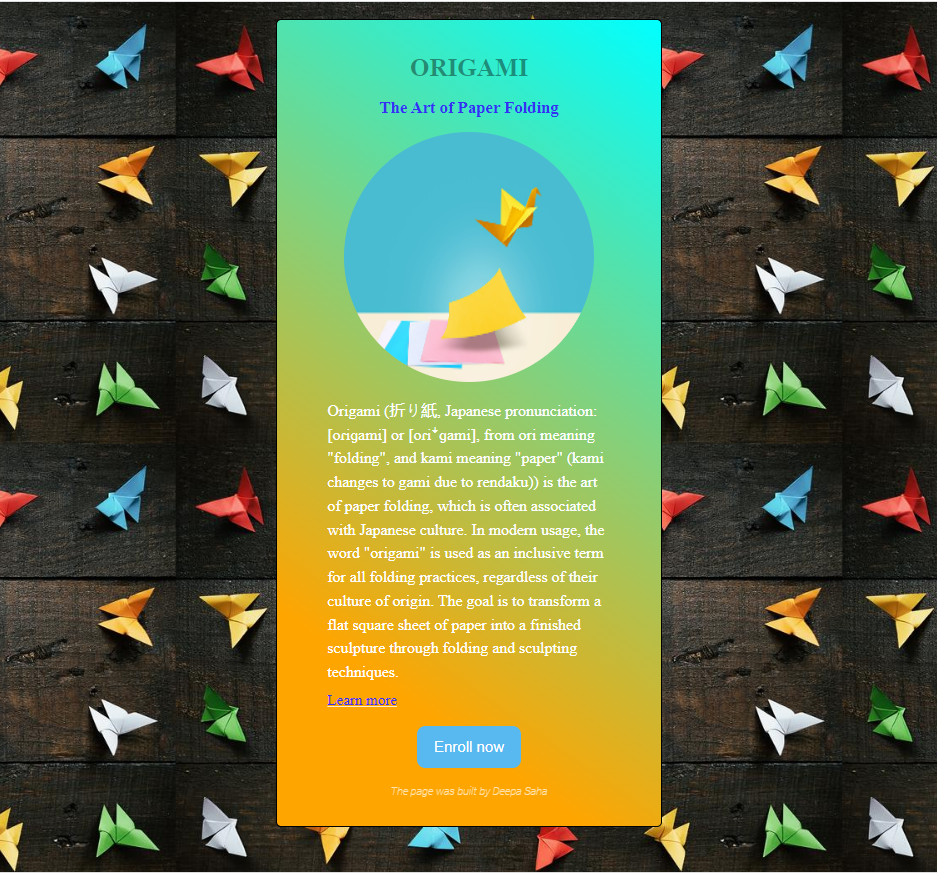 ORIGAMI
The Art of Paper Folding
Origami (折り紙, Japanese pronunciation:
[oɾiɡami] or [oɾiꜜɡami], from ori meaning
"folding", and kami meaning "paper" (kami
changes to gami due to rendaku)) is the art
of paper folding, which is often associated
with Japanese culture. In modern usage, the
word "origami" is used as an inclusive term
for all folding practices, regardless of their
culture of origin. The goal is to transform a
flat square sheet of paper into a finished
sculpture through folding and sculpting
techniques.
Learn more
Enroll now
The page was built by Deepa Saha